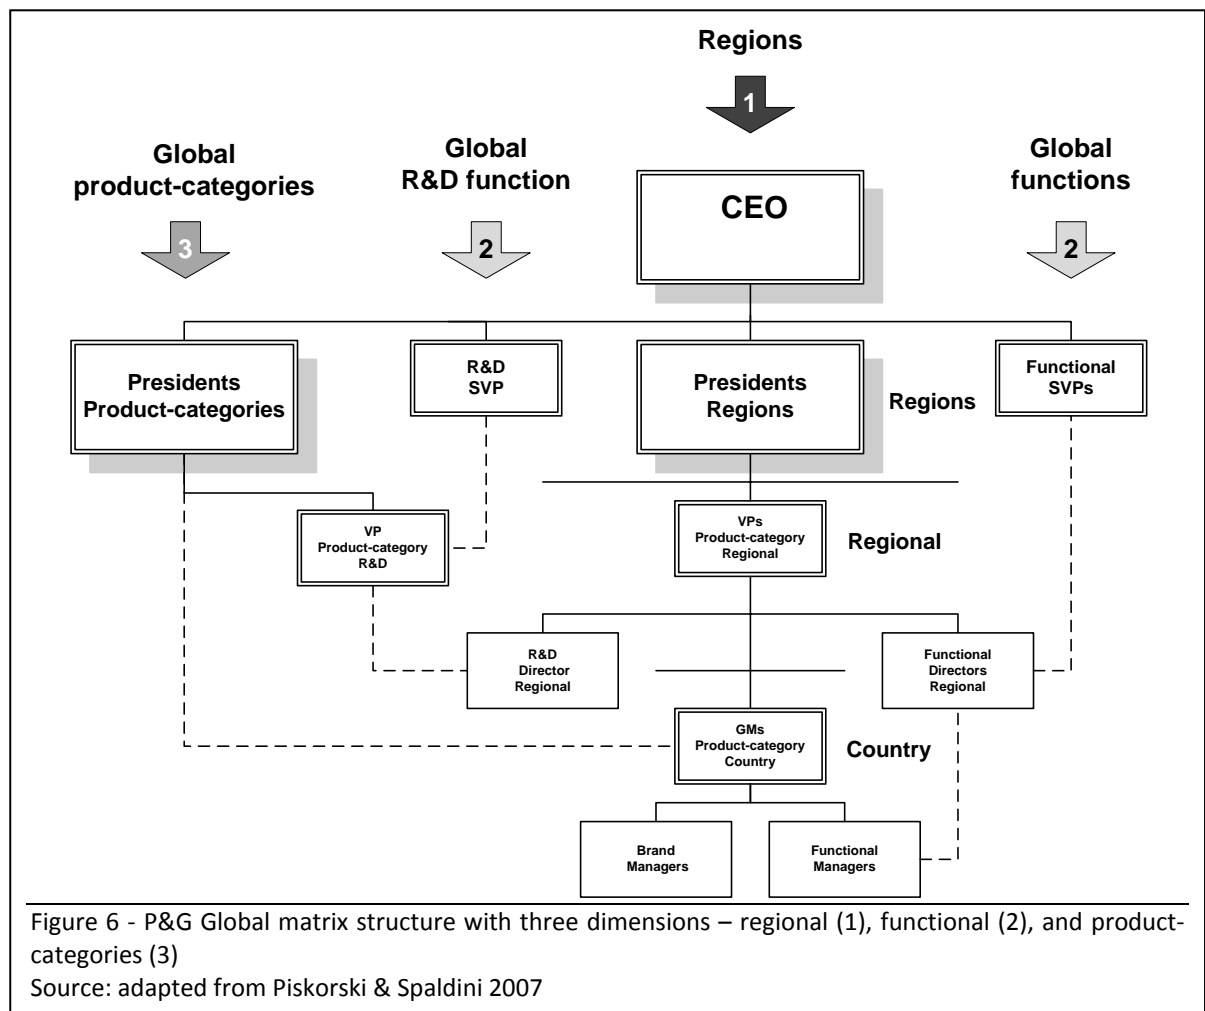 Regions
1
Global
product-categories
Global
R&D function
Global
functions
3
2
2
CEO
Presidents
Product-categories
R&D
SVP
Presidents
Regions
Regions
Functional
SVPs
VP
Product-category
R&D
VPs
Product-category
Regional
Regional
R&D
Director
Regional
Functional
Directors
Regional
GMs
Product-category
Country
Country
Brand
Managers
Functional
Managers
Figure 6 - P&G Global matrix structure with three dimensions – regional (1), functional (2), and product-
categories (3)
Source: adapted from Piskorski & Spaldini 2007